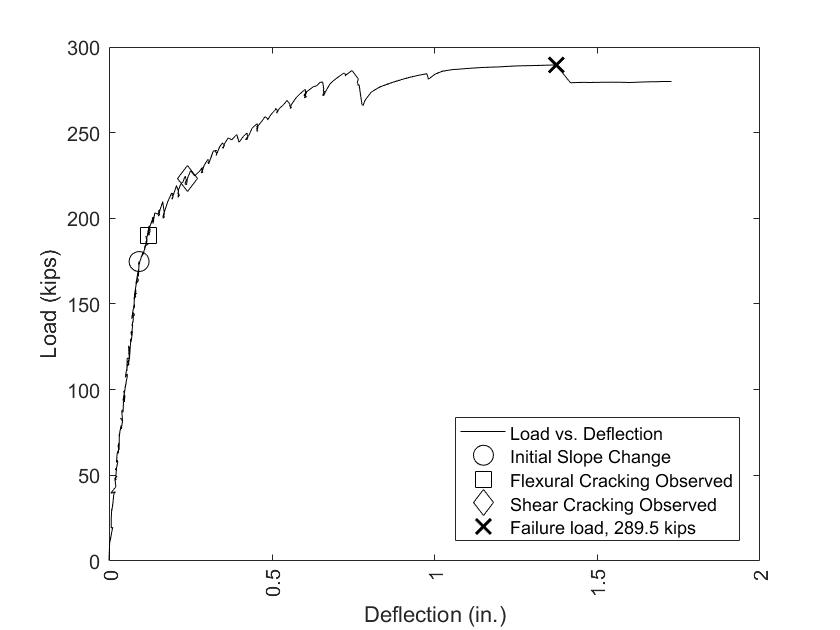 300
250
200
150
100
50
0
Load (kips)
Load vs. Deflection
Initial Slope Change
Flexural Cracking Observed
Shear Cracking Observed
Failure load, 289.5 kips
0
0.5
1
1.5
2
Deflection (in.)